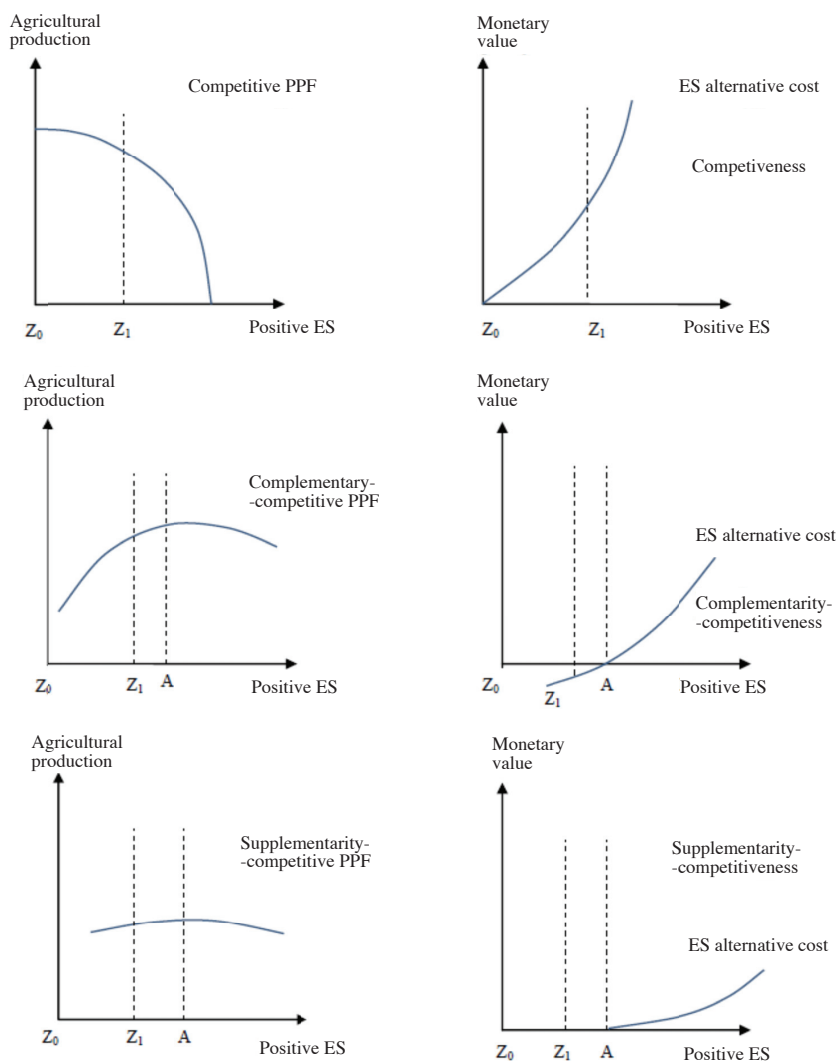 Agricultural
production
Competitive PPF
Z0
Z1
Positive ES
Monetary
value
ES alternative cost
Competiveness
Z0
Z1
Positive ES
Agricultural
production
Complementary-
-competitive PPF
Z0
Z1
A
Positive ES
Monetary
value
ES alternative cost
Complementarity-
-competitiveness
Z0
Z1
A
Positive ES
Agricultural
production
Supplementarity-
-competitive PPF
Z0
Z1
A
Positive ES
Monetary
value
Supplementarity-
-competitiveness
ES alternative cost
Z0
Z1
A
Positive ES